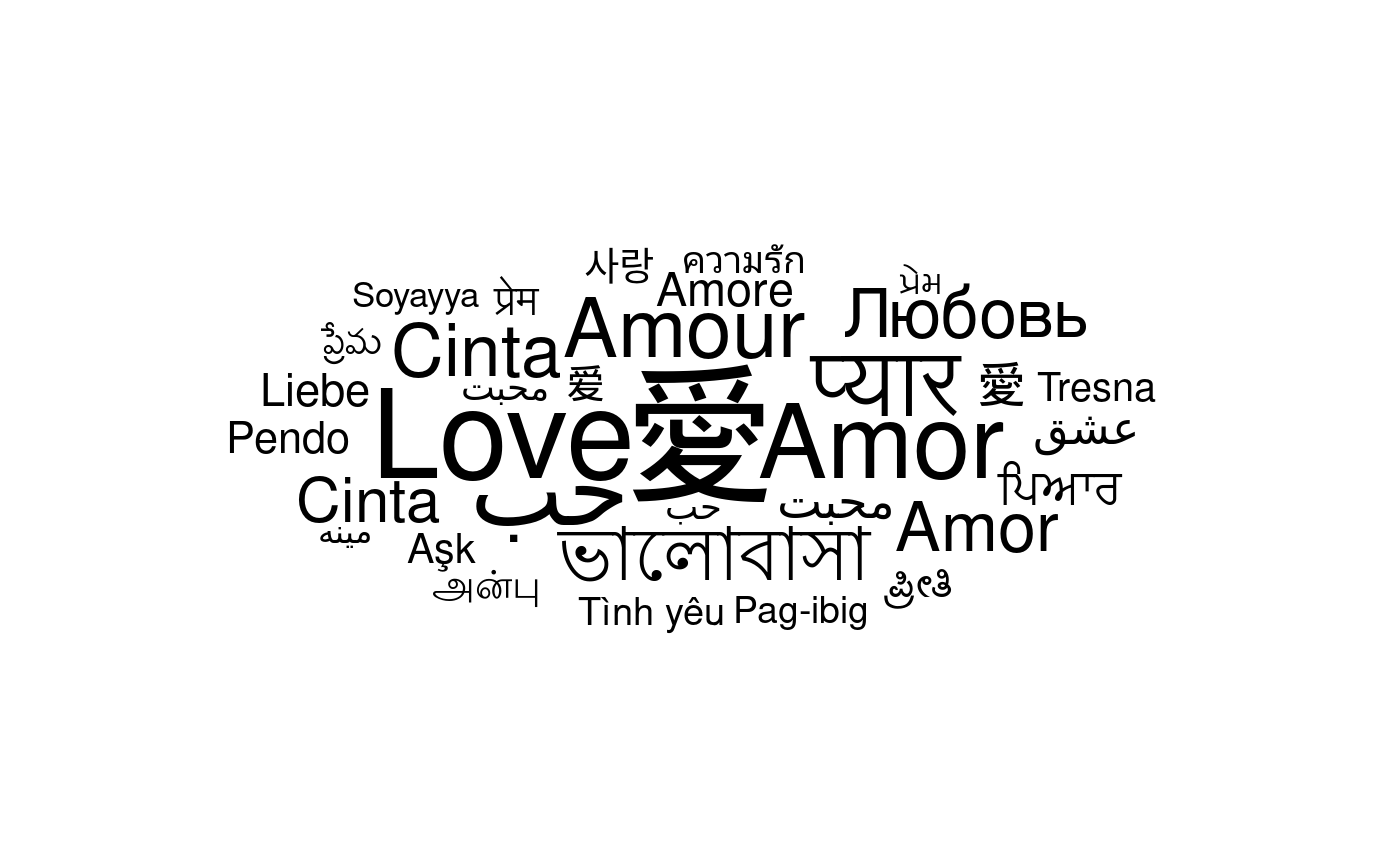 사랑
ความรัก
પ્રેમ
Soyayya
प्रेम
Amore
Любовь
ప్రేమ
Cinta
Amour
Liebe
محبت
爱
प्यार
愛
Tresna
Pendo
Love
愛
Amor
عشق
Cinta
حب
حب
محبت
ਪਿਆਰ
مينه
Aşk
ভালোবাসা
Amor
அன்பு
Tình yêu
Pag-ibig
ಪ್ರೀತಿ